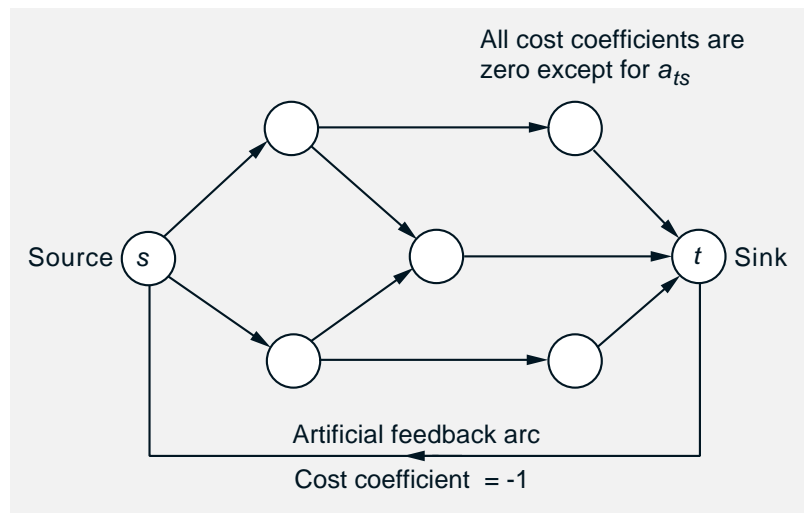 All cost coefficients are
zero except for a_ts
Source s
t Sink
Artificial feedback arc
Cost coefficient = -1